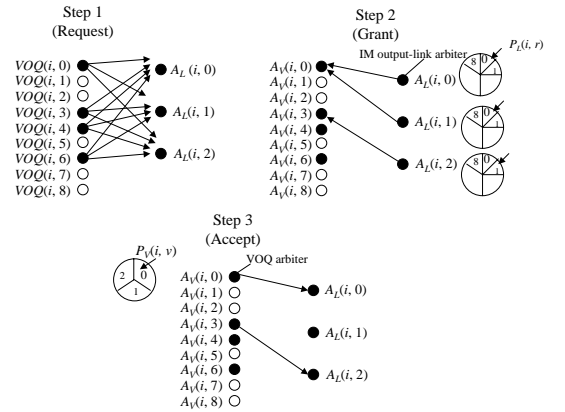 Step 1
(Request)
VOQ(i, 0)
VOQ(i, 1)
VOQ(i, 2)
VOQ(i, 3)
VOQ(i, 4)
VOQ(i, 5)
VOQ(i, 6)
VOQ(i, 7)
VOQ(i, 8)
A_L (i, 0)
A_L (i, 1)
A_L (i, 2)
Step 2
(Grant)
IM output-link arbiter
P_L(i, r)
A_V(i, 0)
A_V(i, 1)
A_V(i, 2)
A_V(i, 3)
A_V(i, 4)
A_V(i, 5)
A_V(i, 6)
A_V(i, 7)
A_V(i, 8)
A_L(i, 0)
A_L(i, 1)
A_L(i, 2)
8 0 1
8 0 1
8 0 1
Step 3
(Accept)
P_V(i, v)
2 0
1
VOQ arbiter
A_V(i, 0)
A_V(i, 1)
A_V(i, 2)
A_V(i, 3)
A_V(i, 4)
A_V(i, 5)
A_V(i, 6)
A_V(i, 7)
A_V(i, 8)
A_L(i, 0)
A_L(i, 1)
A_L(i, 2)